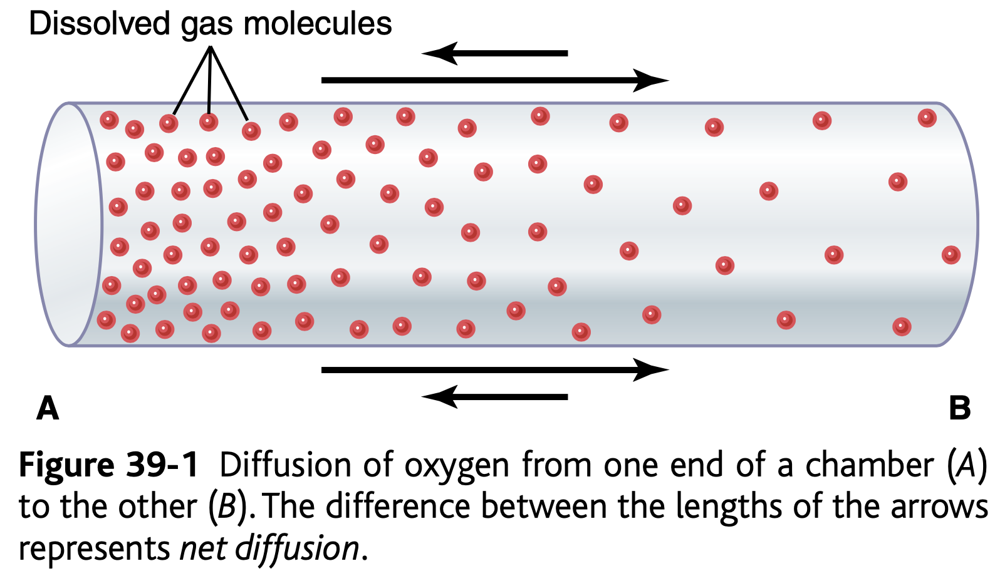 Dissolved gas molecules
A
B
Figure 39-1 Diffusion of oxygen from one end of a chamber (A)
to the other (B). The difference between the lengths of the arrows
represents net diffusion.